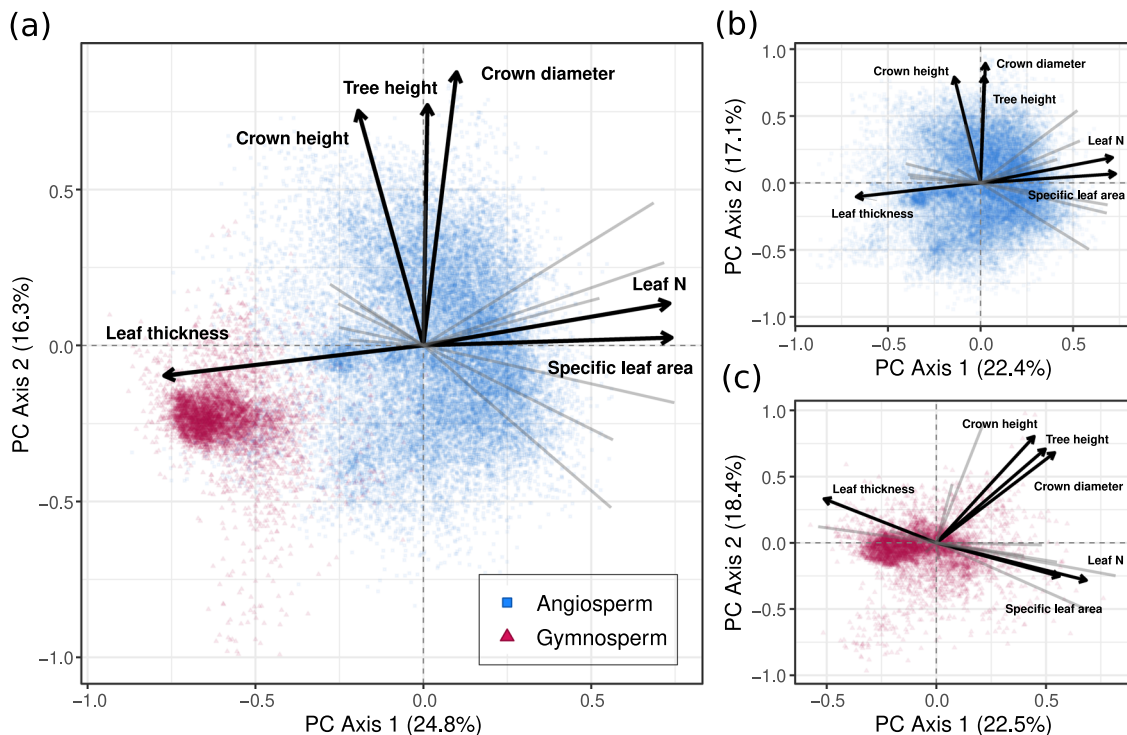 (a)
Crown diameter
Tree height
Crown height
Leaf N
Leaf thickness
Specific leaf area
0.5
0.0
−0.5
−1.0
PC Axis 2 (16.3%)
Angiosperm
Gymnosperm
−1.0
−0.5
0.0
0.5
PC Axis 1 (24.8%)
(b)
1.0
0.5
0.0
−0.5
−1.0
PC Axis 2 (17.1%)
Crown diameter
Crown height
Tree height
Leaf N
Specific leaf area
Leaf thickness
−1.0
−0.5
0.0
0.5
PC Axis 1 (22.4%)
(c)
1.0
0.5
0.0
−0.5
−1.0
PC Axis 2 (18.4%)
Crown height
Tree height
Leaf thickness
Crown diameter
Leaf N
Specific leaf area
−0.5
0.0
0.5
PC Axis 1 (22.5%)